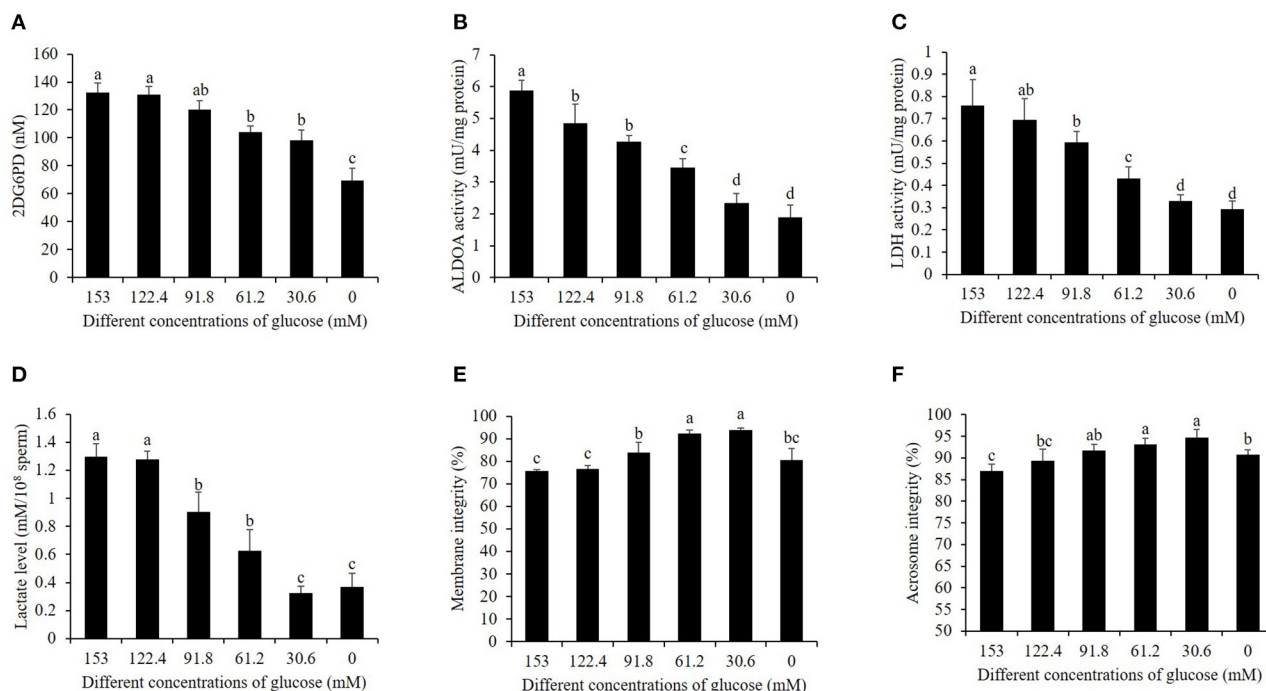 A
2DG6PD (nM)
160
140
120
100
80
60
40
20
0
a
a
ab
b
b
c
153 122.4 91.8 61.2 30.6 0
Different concentrations of glucose (mM)
B
ALDOA activity (mU/mg protein)
7
6
5
4
3
2
1
0
a
b
b
c
d
d
153 122.4 91.8 61.2 30.6 0
Different concentrations of glucose (mM)
C
LDH activity (mU/mg protein)
1
0.9
0.8
0.7
0.6
0.5
0.4
0.3
0.2
0.1
0
a
ab
b
c
d
d
153 122.4 91.8 61.2 30.6 0
Different concentrations of glucose (mM)
D
Lactate level (mM/10⁸ sperm)
1.6
1.4
1.2
1
0.8
0.6
0.4
0.2
0
a
a
b
b
c
c
153 122.4 91.8 61.2 30.6 0
Different concentrations of glucose (mM)
E
Membrane integrity (%)
100
90
80
70
60
50
40
30
20
10
0
c
c
b
a
a
bc
153 122.4 91.8 61.2 30.6 0
Different concentrations of glucose (mM)
F
Acrosome integrity (%)
100
95
90
85
80
75
70
65
60
55
50
c
bc
ab
a
a
b
153 122.4 91.8 61.2 30.6 0
Different concentrations of glucose (mM)